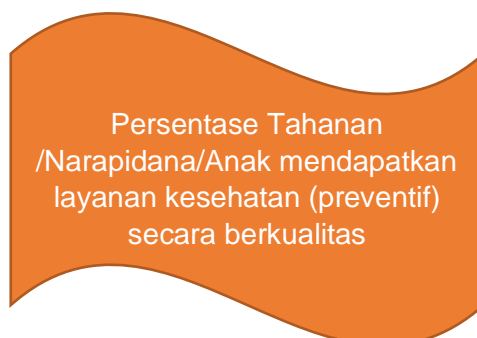 Persentase Tahanan
/Narapidana/Anak mendapatkan
layanan kesehatan (preventif)
secara berkualitas